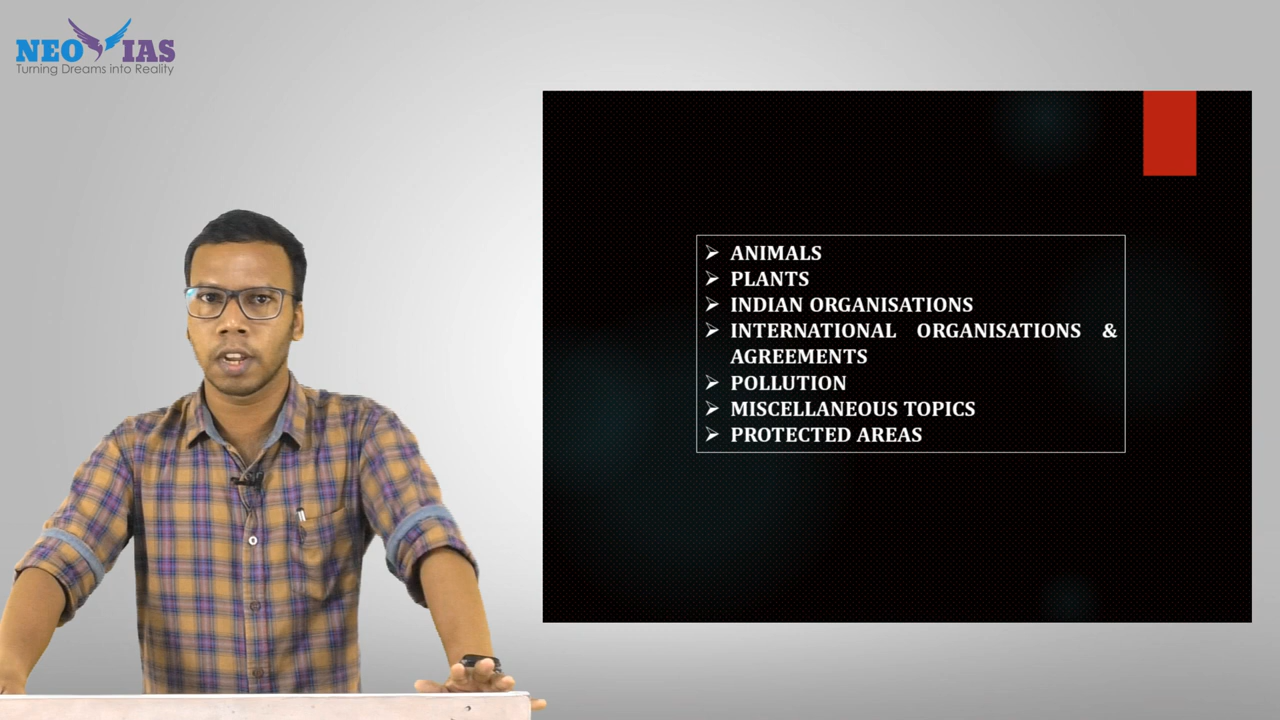 NEO IAS
Turning Dreams into Reality
ANIMALS
PLANTS
INDIAN ORGANISATIONS
INTERNATIONAL ORGANISATIONS &
AGREEMENTS
POLLUTION
MISCELLANEOUS TOPICS
PROTECTED AREAS